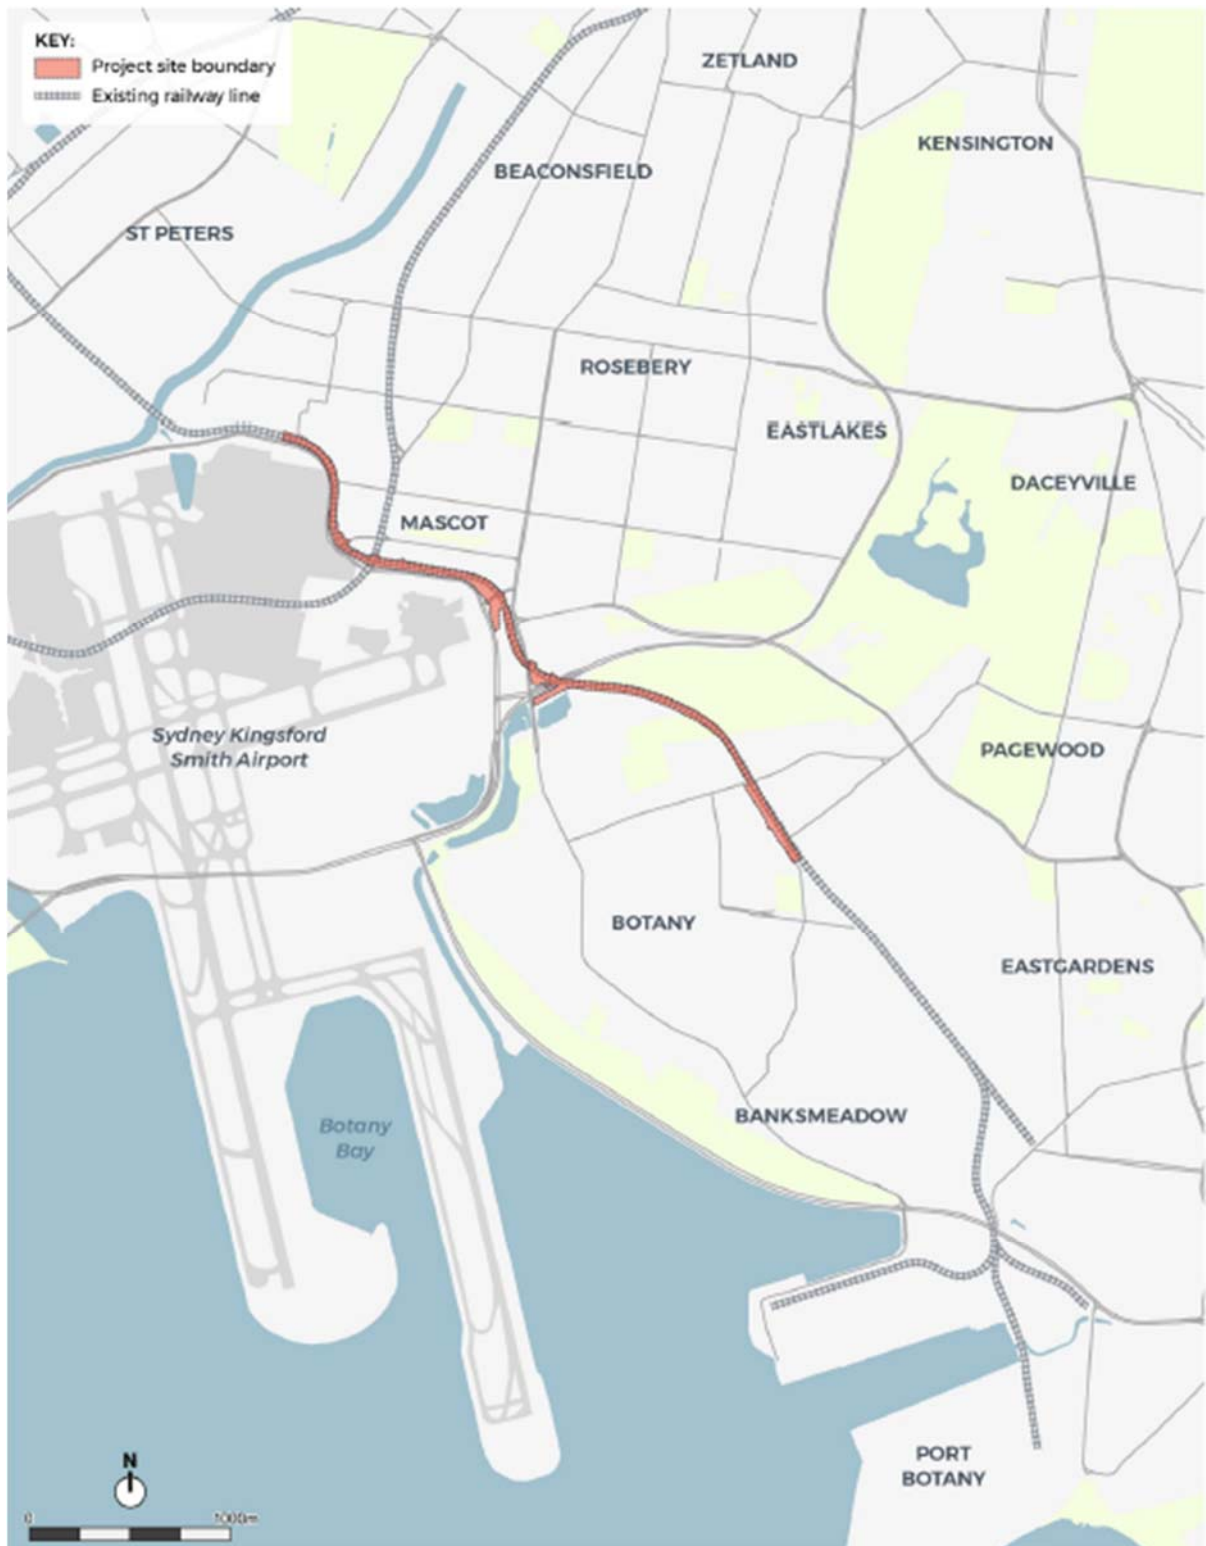 KEY:
Project site boundary
Existing railway line
ZETLAND
KENSINGTON
BEACONSFIELD
ST PETERS
ROSEBERY
EASTLAKES
DACEYVILLE
MASCOT
Sydney Kingsford
Smith Airport
PAGEWOOD
BOTANY
EASTGARDENS
BANKSMEADOW
Botany
Bay
PORT
BOTANY
N
0 1000m